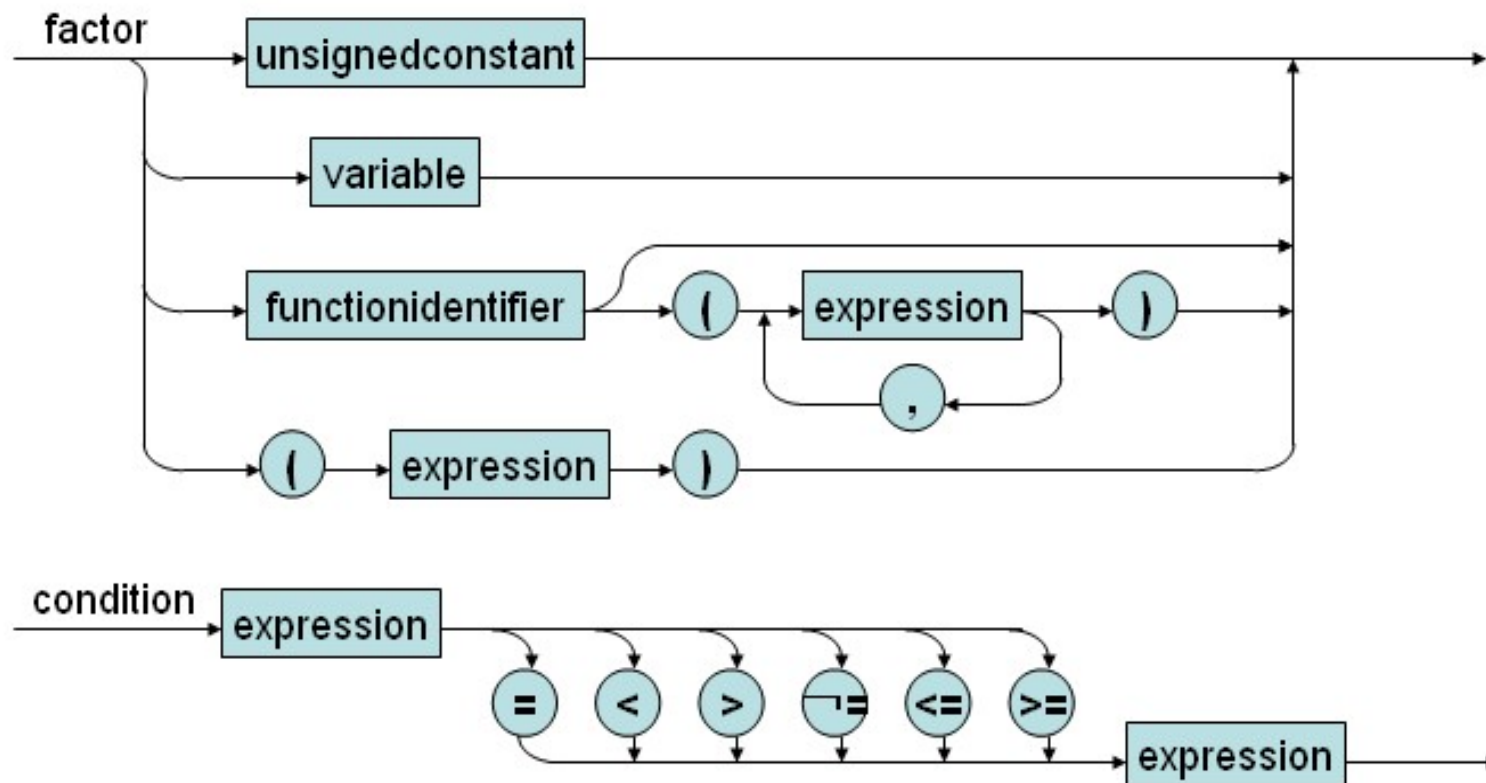 factor
unsignedconstant
variable
functionidentifier ( expression )
,
( expression )
condition
expression
= < > ¬= <= >=
expression